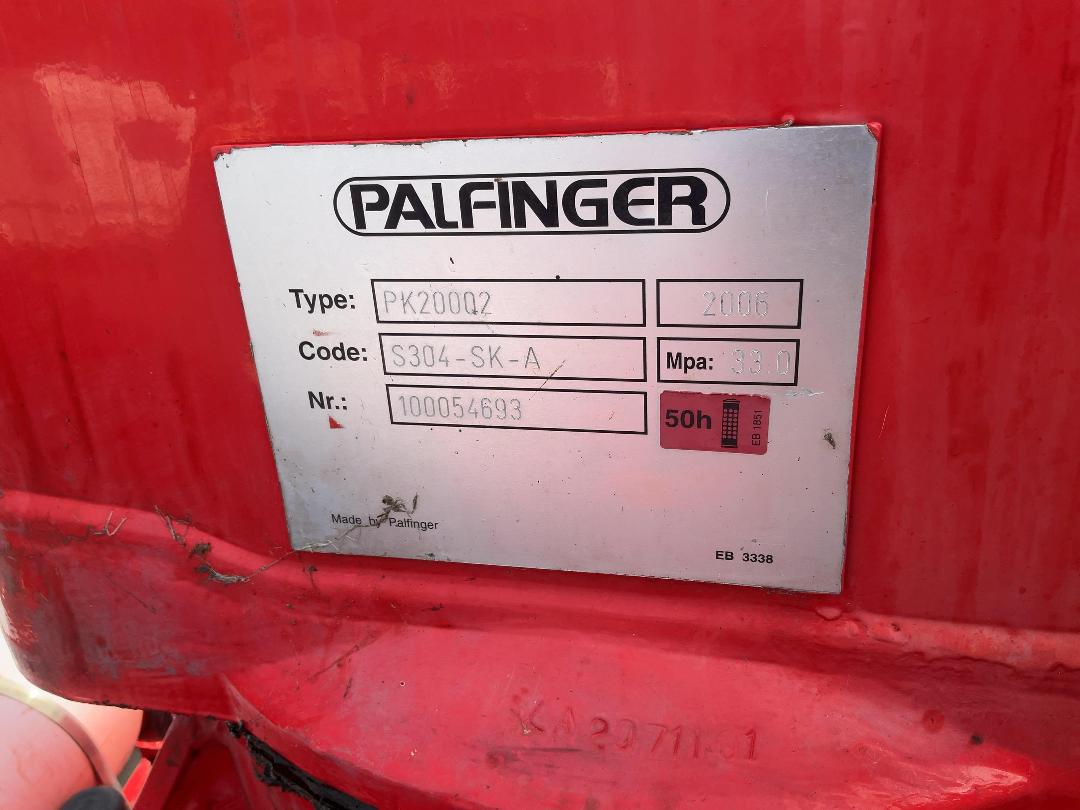 PALFINGER
Type: PK20002 2006
Code: S304-SK-A Mpa: 33.0
Nr.: 100054693
50h EB 1851
Made by Palfinger
EB 3338